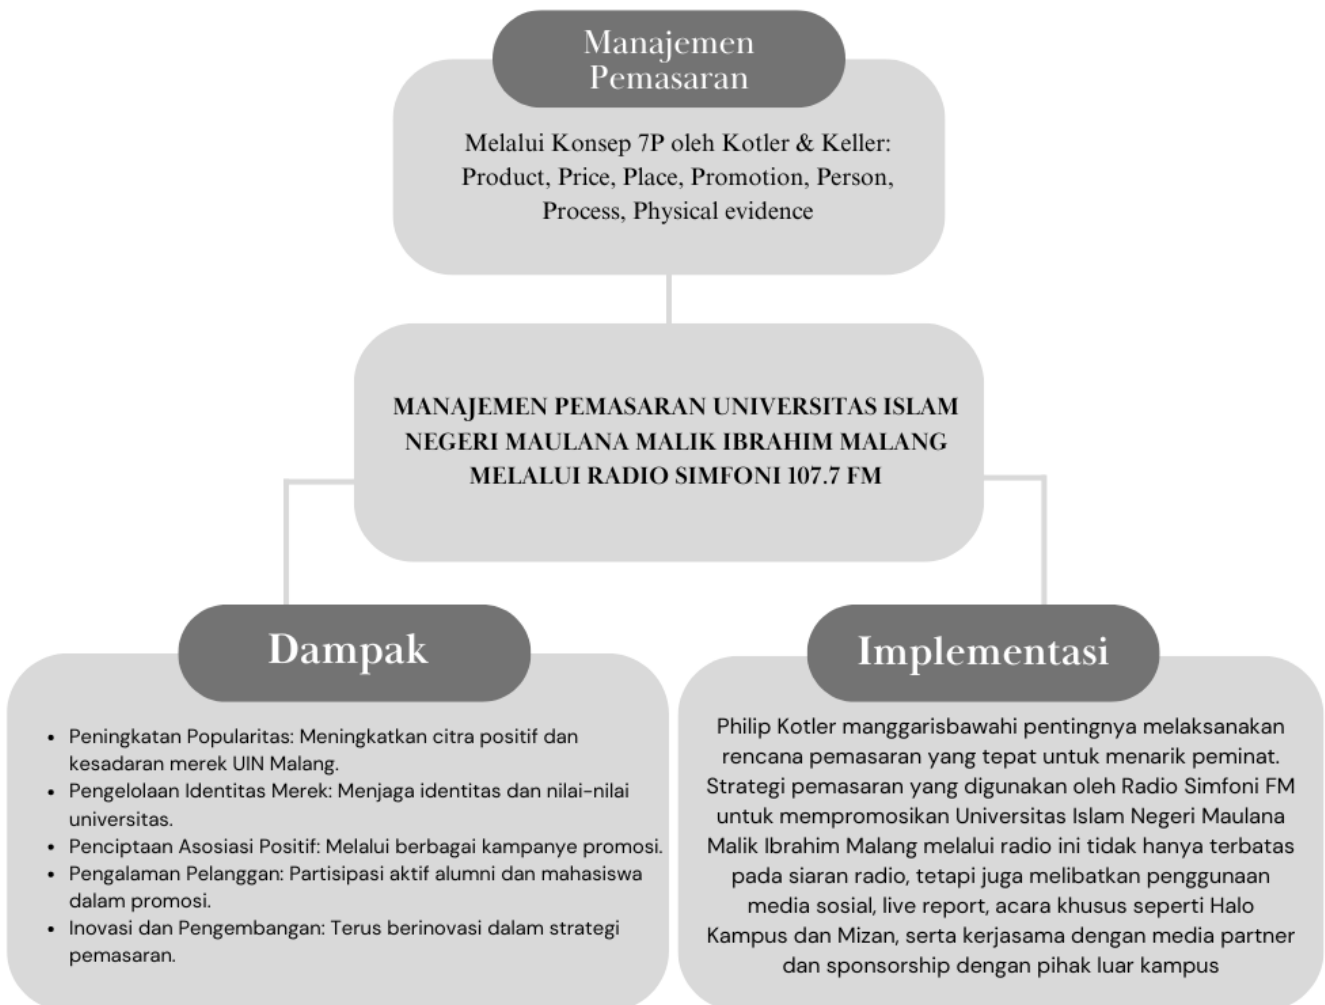 Manajemen
Pemasaran
Melalui Konsep 7P oleh Kotler & Keller:
Product, Price, Place, Promotion, Person,
Process, Physical evidence
MANAJEMEN PEMASARAN UNIVERSITAS ISLAM
NEGERI MAULANA MALIK IBRAHIM MALANG
MELALUI RADIO SIMFONI 107.7 FM
Dampak
• Peningkatan Popularitas: Meningkatkan citra positif dan
kesadaran merek UIN Malang.
• Pengelolaan Identitas Merek: Menjaga identitas dan nilai-nilai
universitas.
• Penciptaan Asosiasi Positif: Melalui berbagai kampanye promosi.
• Pengalaman Pelanggan: Partisipasi aktif alumni dan mahasiswa
dalam promosi.
• Inovasi dan Pengembangan: Terus berinovasi dalam strategi
pemasaran.
Implementasi
Philip Kotler manggarisbawahi pentingnya melaksanakan
rencana pemasaran yang tepat untuk menarik peminat.
Strategi pemasaran yang digunakan oleh Radio Simfoni FM
untuk mempromosikan Universitas Islam Negeri Maulana
Malik Ibrahim Malang melalui radio ini tidak hanya terbatas
pada siaran radio, tetapi juga melibatkan penggunaan
media sosial, live report, acara khusus seperti Halo
Kampus dan Mizan, serta kerjasama dengan media partner
dan sponsorship dengan pihak luar kampus